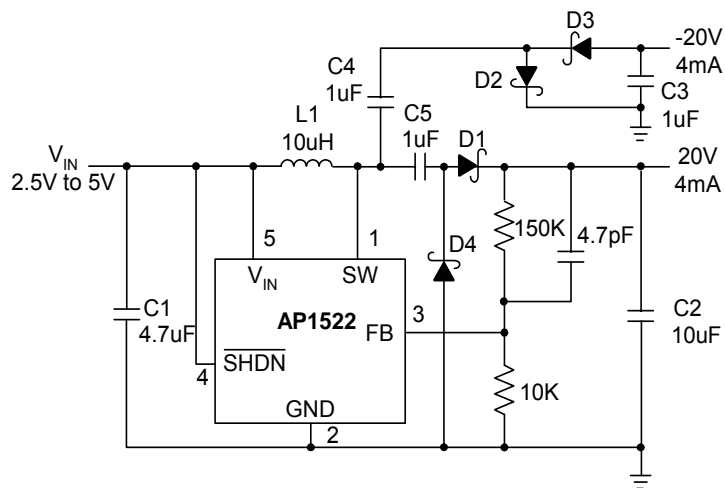 D3
-20V
4mA
D2
C4
1uF
C3
1uF
L1
10uH
C5
1uF
D1
20V
4mA
VIN
2.5V to 5V
5
1
150K
4.7pF
D4
VIN
SW
AP1522
3
FB
C1
4.7uF
4
SHDN
C2
10uF
10K
GND
2